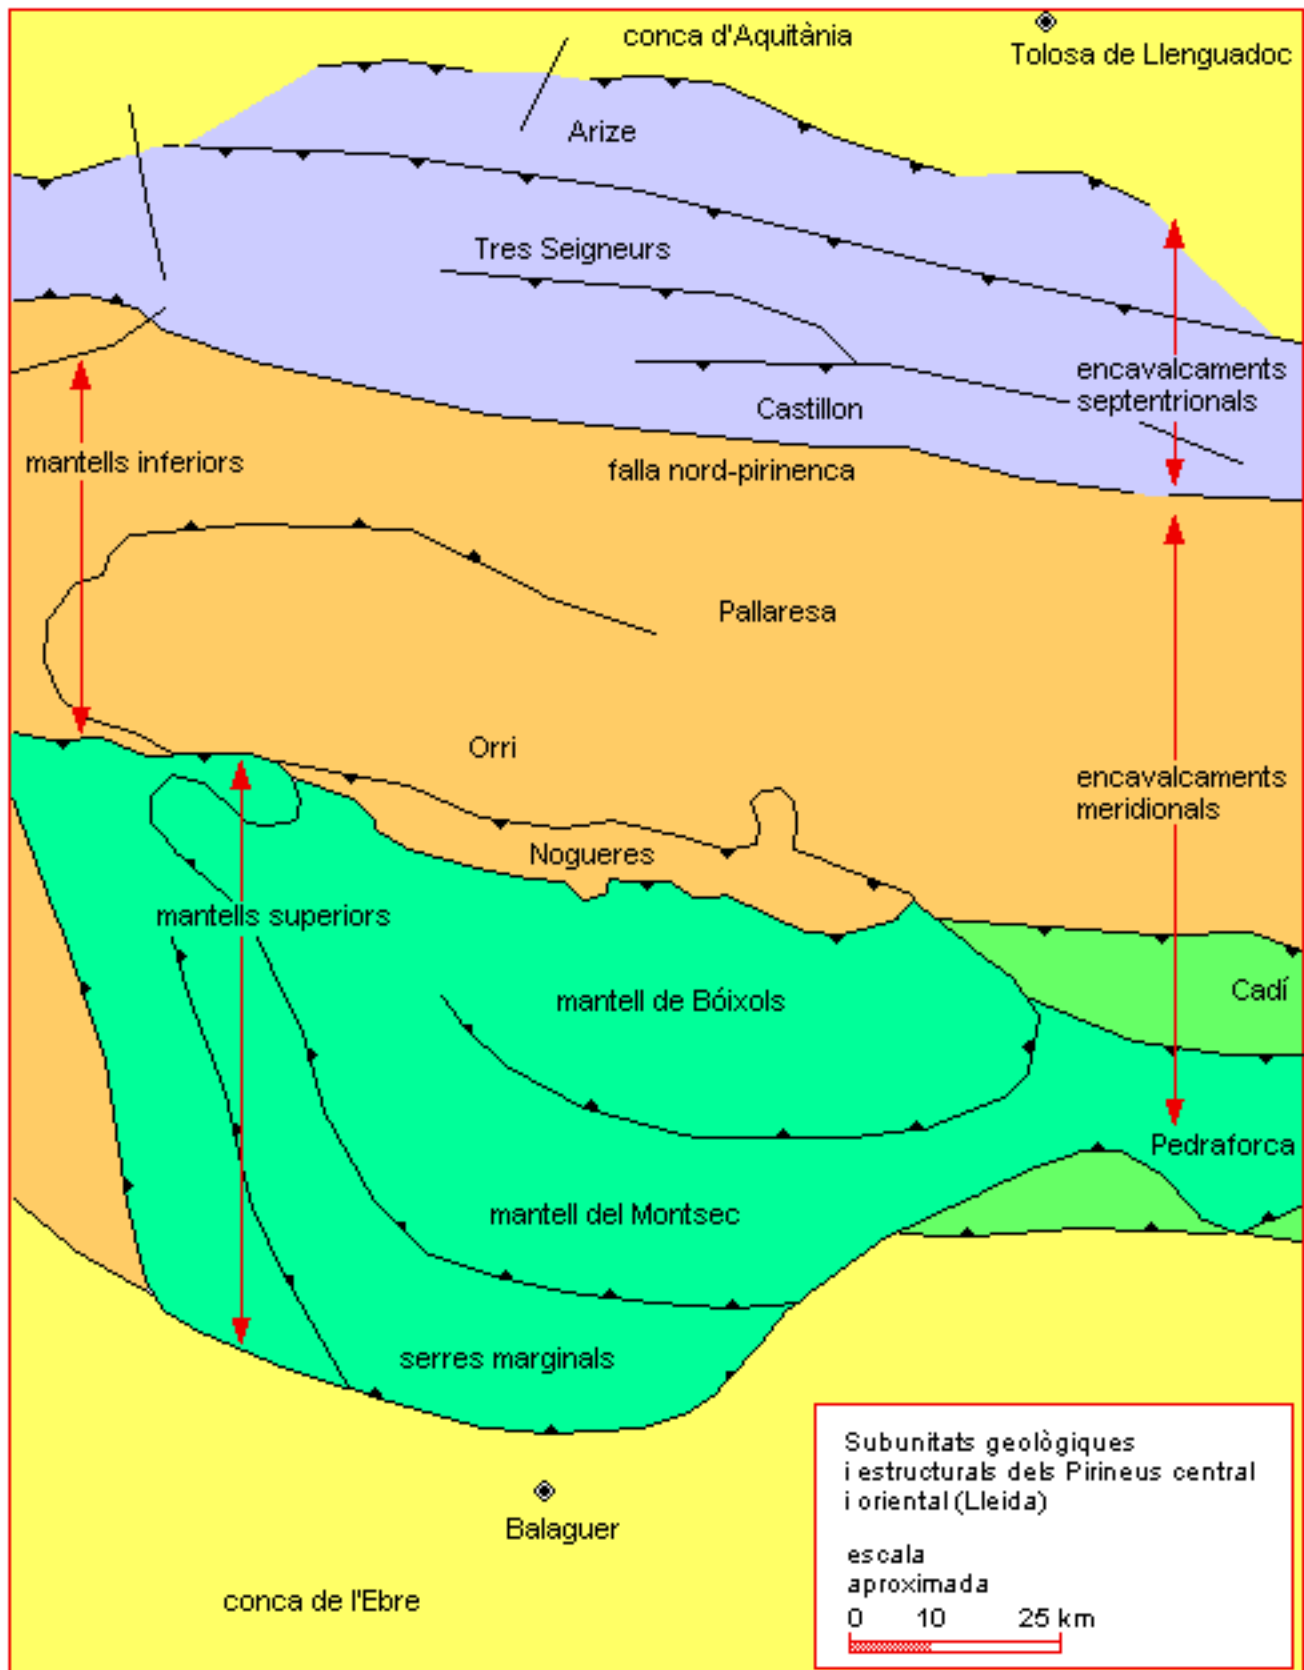 conca d'Aquitània
Tolosa de Llenguadoc
Arize
Tres Seigneurs
encavalcaments
septentrionals
Castillon
mantells inferiors
falla nord-pirinenca
Pallaresa
Orri
encavalcaments
meridionals
Nogueres
mantells superiors
Cadí
mantell de Bóixols
Pedraforca
mantell del Montsec
serres marginals
Subunitats geològiques
i estructurals dels Pirineus central
i oriental (Lleida)
escala
aproximada
0 10 25 km
Balaguer
conca de l'Ebre